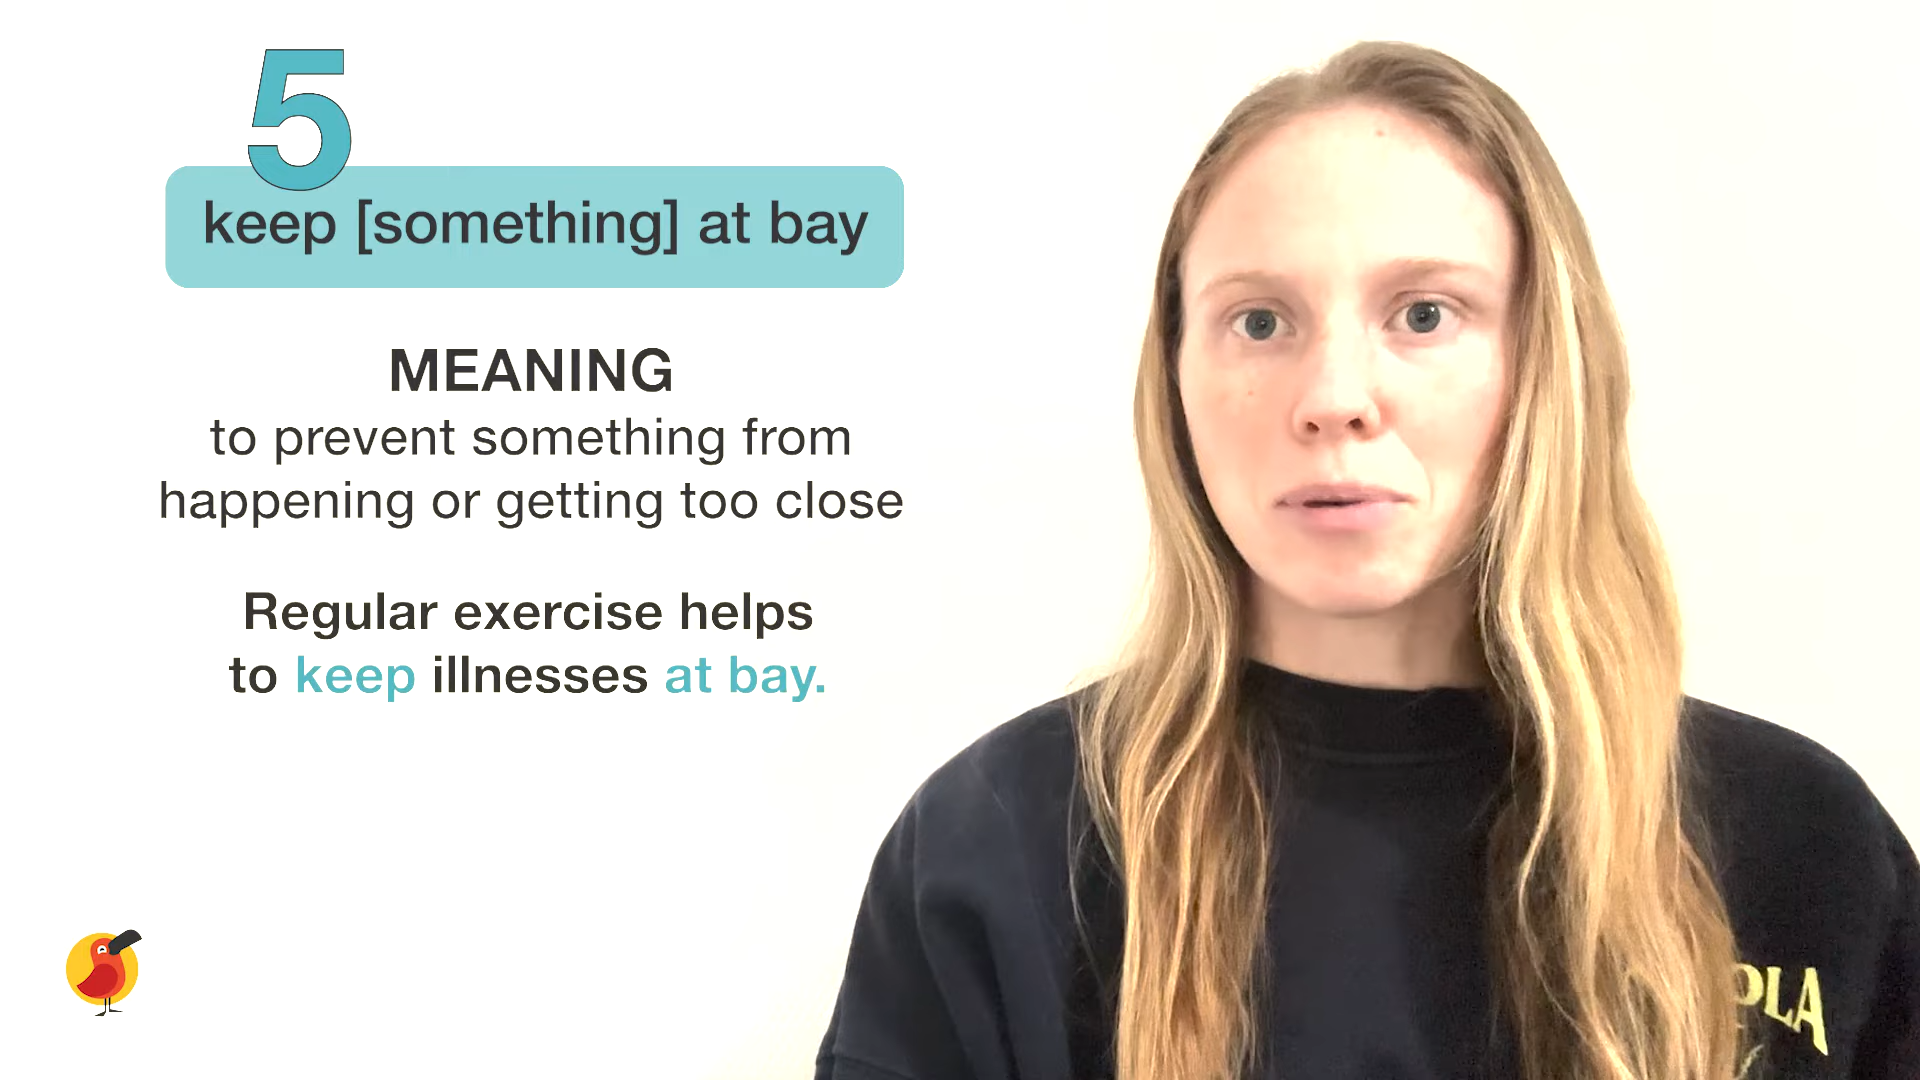 5
keep [something] at bay
MEANING
to prevent something from
happening or getting too close
Regular exercise helps
to keep illnesses at bay.